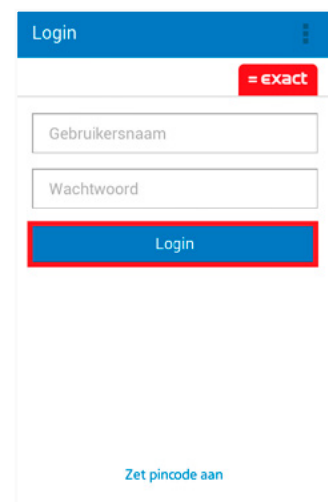 Login
= exact
Gebruikersnaam
Wachtwoord
Login
Zet pincode aan